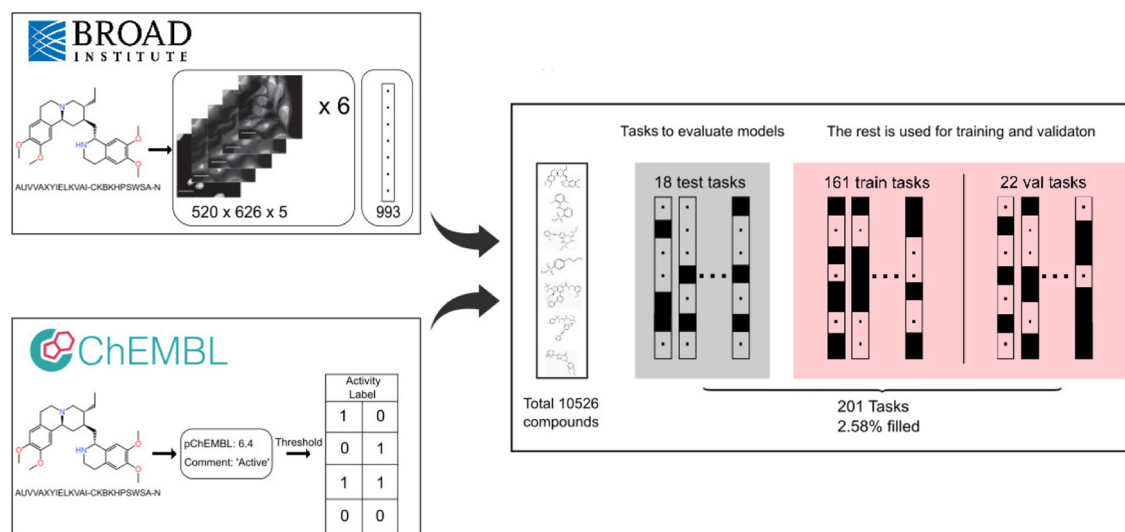 BROAD
INSTITUTE
N
HN
O
O
O
O
AUVVAXYIELKVAI-CKBKHPSWSA-N
x 6
520 x 626 x 5
993
ChEMBL
N
HN
O
O
O
O
AUVVAXYIELKVAI-CKBKHPSWSA-N
pChEMBL: 6.4
Comment: 'Active'
Threshold
Activity
Label
1 0
0 1
1 1
0 0
Total 10526
compounds
Tasks to evaluate models
18 test tasks
The rest is used for training and validaton
161 train tasks
22 val tasks
201 Tasks
2.58% filled